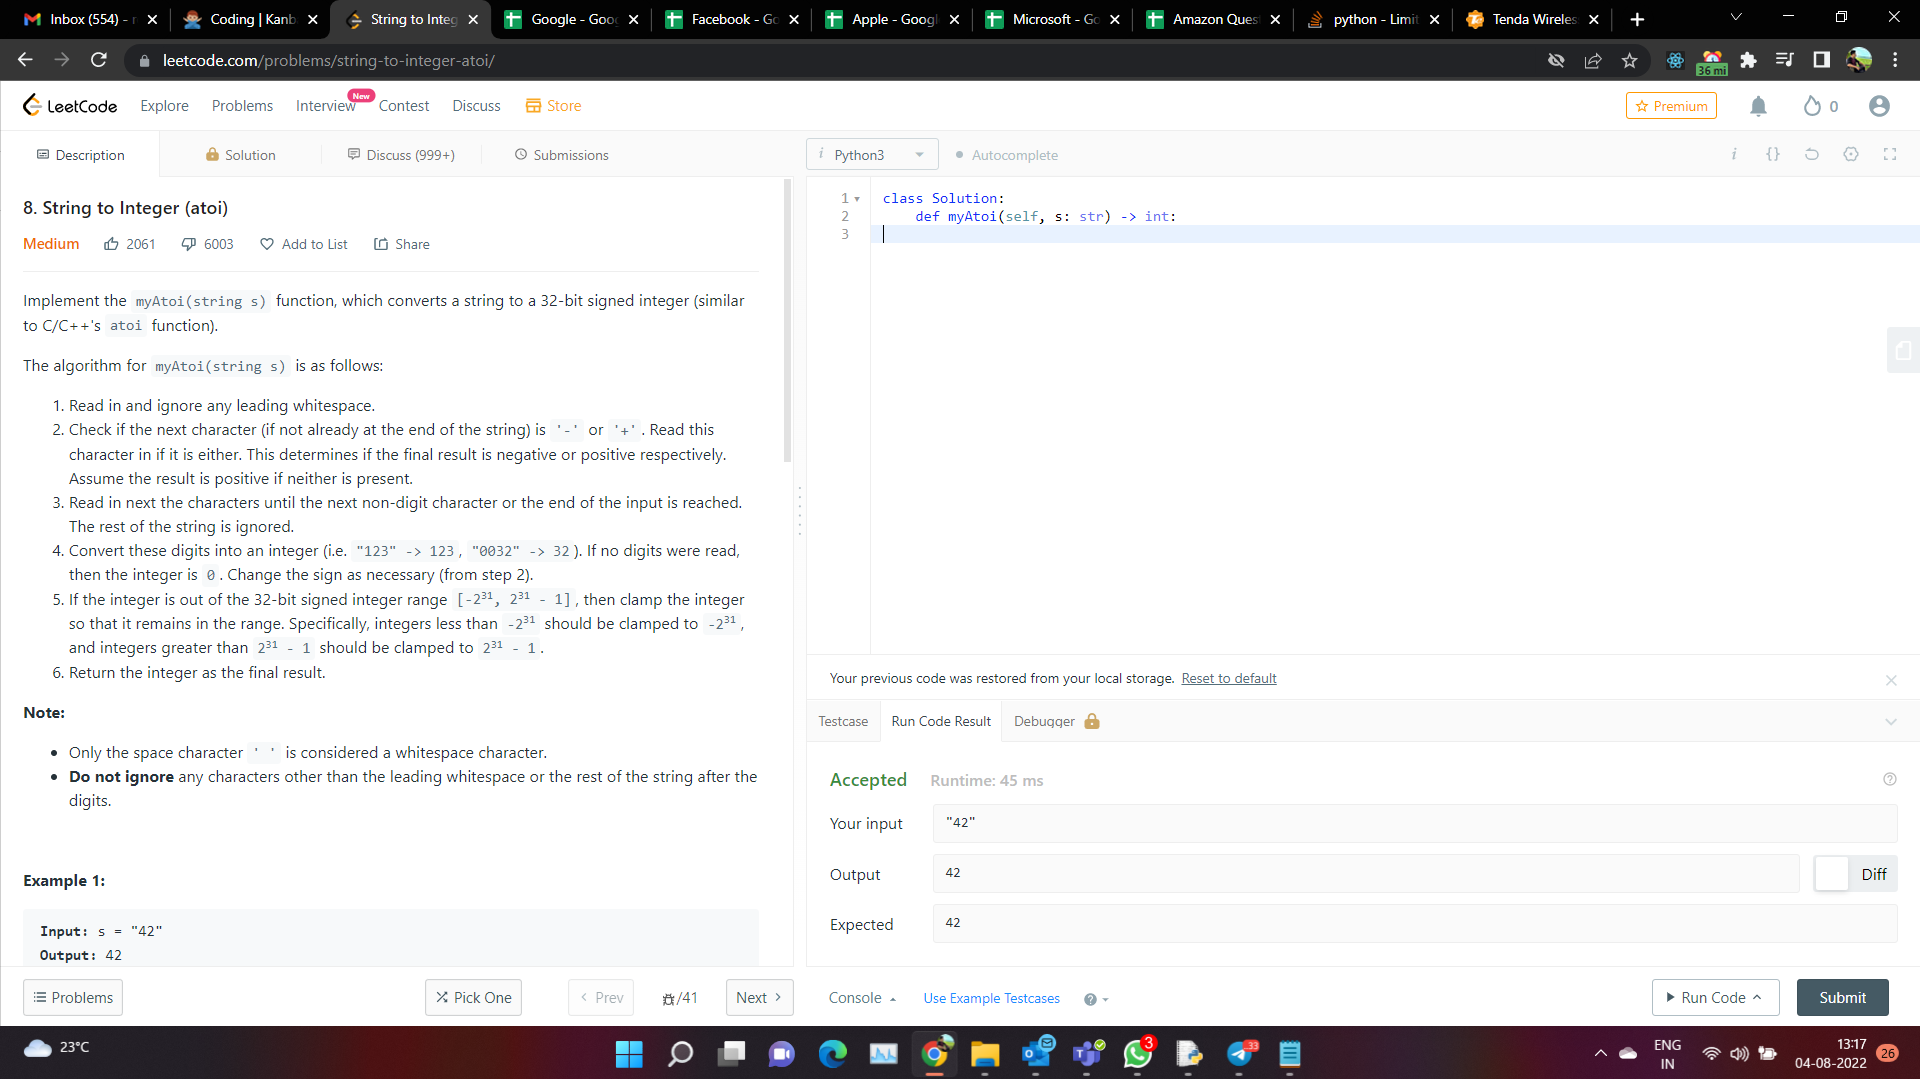 Inbox (554) - r
Coding | Kanb
String to Integ
Google - Goog
Facebook - Go
Apple - Googl
Microsoft - Go
Amazon Ques
python - Limit
Tenda Wireles
leetcode.com/problems/string-to-integer-atoi/
36 mi
LeetCode Explore Problems Interview New Contest Discuss Store
Premium 0
Description Solution Discuss (999+) Submissions
Python3 Autocomplete
8. String to Integer (atoi)
Medium 2061 6003 Add to List Share
Implement the myAtoi(string s) function, which converts a string to a 32-bit signed integer (similar
to C/C++'s atoi function).
The algorithm for myAtoi(string s) is as follows:
1. Read in and ignore any leading whitespace.
2. Check if the next character (if not already at the end of the string) is '-' or '+'. Read this
character in if it is either. This determines if the final result is negative or positive respectively.
Assume the result is positive if neither is present.
3. Read in next the characters until the next non-digit character or the end of the input is reached.
The rest of the string is ignored.
4. Convert these digits into an integer (i.e. "123" -> 123, "0032" -> 32). If no digits were read,
then the integer is 0. Change the sign as necessary (from step 2).
5. If the integer is out of the 32-bit signed integer range [-2³¹, 2³¹ - 1], then clamp the integer
so that it remains in the range. Specifically, integers less than -2³¹ should be clamped to -2³¹,
and integers greater than 2³¹ - 1 should be clamped to 2³¹ - 1.
6. Return the integer as the final result.
Note:
• Only the space character ' ' is considered a whitespace character.
• Do not ignore any characters other than the leading whitespace or the rest of the string after the
digits.
Example 1:
Input: s = "42"
Output: 42
Problems Pick One Prev /41 Next
1 class Solution:
2 def myAtoi(self, s: str) -> int:
3
Your previous code was restored from your local storage. Reset to default
Testcase Run Code Result Debugger
Accepted Runtime: 45 ms
Your input "42"
Output 42 Diff
Expected 42
Console Use Example Testcases Run Code Submit
23°C
3
33
ENG
IN
13:17
04-08-2022
26